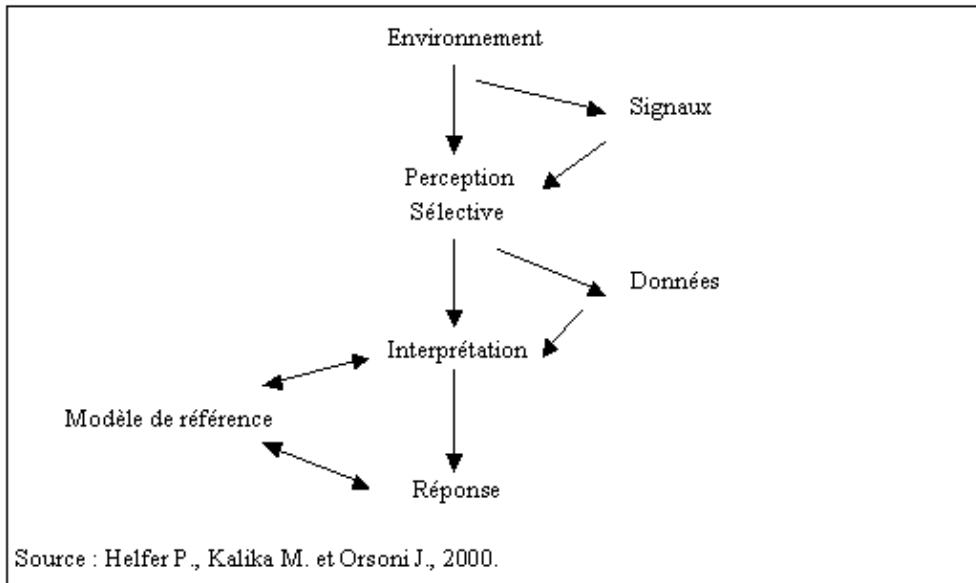 Environnement
Signaux
Perception
Sélective
Données
Interprétation
Modèle de référence
Réponse
Source : Helfer P., Kalika M. et Orsoni J., 2000.